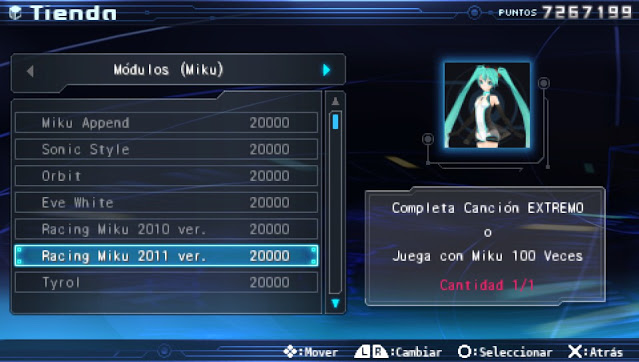 Tienda
PUNTOS 7267199
Módulos (Miku)
Miku Append 20000
Sonic Style 20000
Orbit 20000
Eve White 20000
Racing Miku 2010 ver. 20000
Racing Miku 2011 ver. 20000
Tyrol 20000
Completa Canción EXTREMO
o
Juega con Miku 100 Veces
Cantidad 1/1
:Mover L R:Cambiar O:Seleccionar X:Atrás